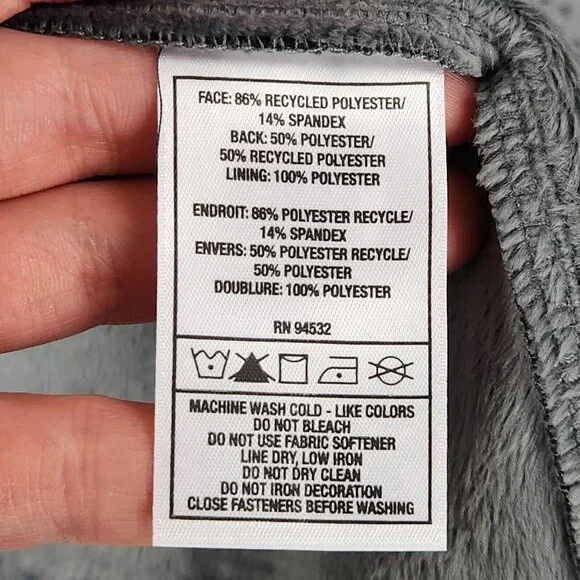 FACE: 86% RECYCLED POLYESTER/
14% SPANDEX
BACK: 50% POLYESTER/
50% RECYCLED POLYESTER
LINING: 100% POLYESTER
ENDROIT: 86% POLYESTER RECYCLE/
14% SPANDEX
ENVERS: 50% POLYESTER RECYCLE/
50% POLYESTER
DOUBLURE: 100% POLYESTER
RN 94532
MACHINE WASH COLD - LIKE COLORS
DO NOT BLEACH
DO NOT USE FABRIC SOFTENER
LINE DRY, LOW IRON
DO NOT DRY CLEAN
DO NOT IRON DECORATION
CLOSE FASTENERS BEFORE WASHING